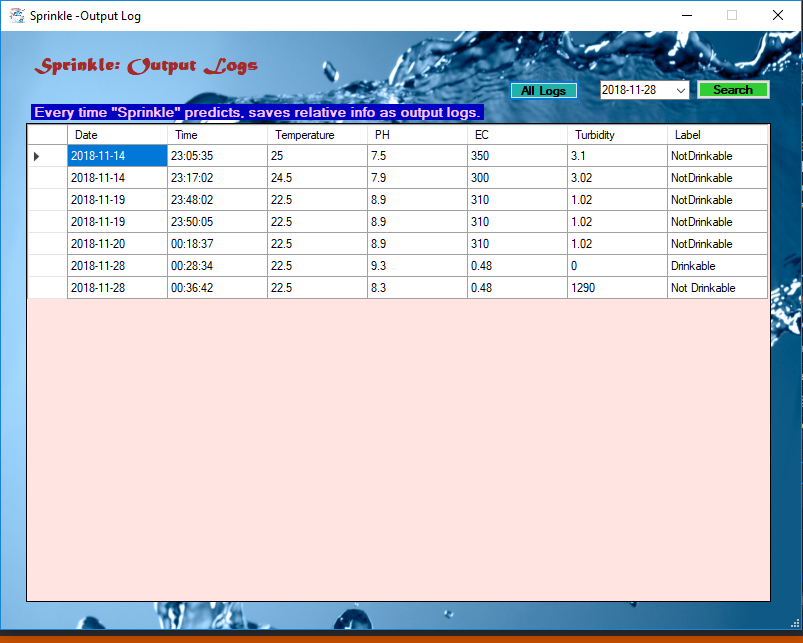 Sprinkle -Output Log
Sprinkle: Output Logs
All Logs 2018-11-28 Search
Every time "Sprinkle" predicts, saves relative info as output logs.
Date Time Temperature PH EC Turbidity Label
2018-11-14 23:05:35 25 7.5 350 3.1 NotDrinkable
2018-11-14 23:17:02 24.5 7.9 300 3.02 NotDrinkable
2018-11-19 23:48:02 22.5 8.9 310 1.02 NotDrinkable
2018-11-19 23:50:05 22.5 8.9 310 1.02 NotDrinkable
2018-11-20 00:18:37 22.5 8.9 310 1.02 NotDrinkable
2018-11-28 00:28:34 22.5 9.3 0.48 0 Drinkable
2018-11-28 00:36:42 22.5 8.3 0.48 1290 Not Drinkable